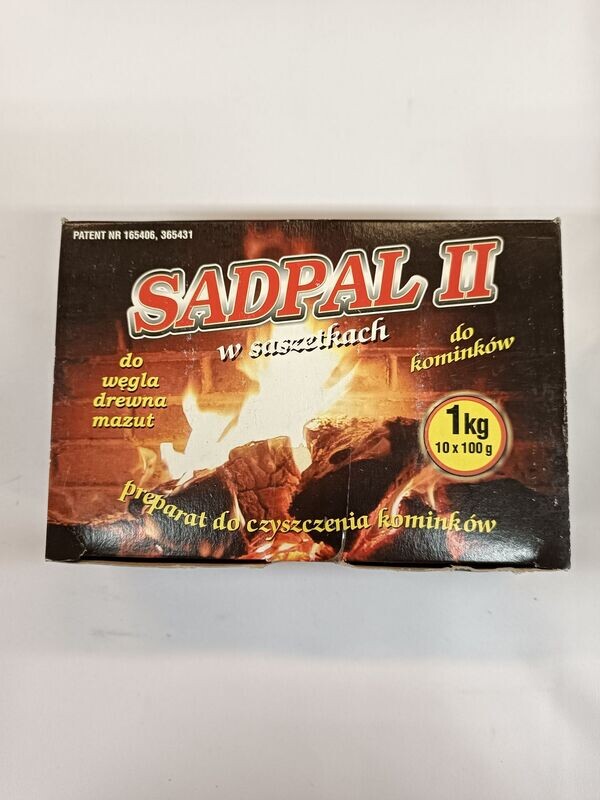 PATENT NR 165406, 365431
SADPAL II
w saszetkach
do
kominków
do
węgla
drewna
mazut
1kg
10 x 100 g
preparat do czyszczenia kominków